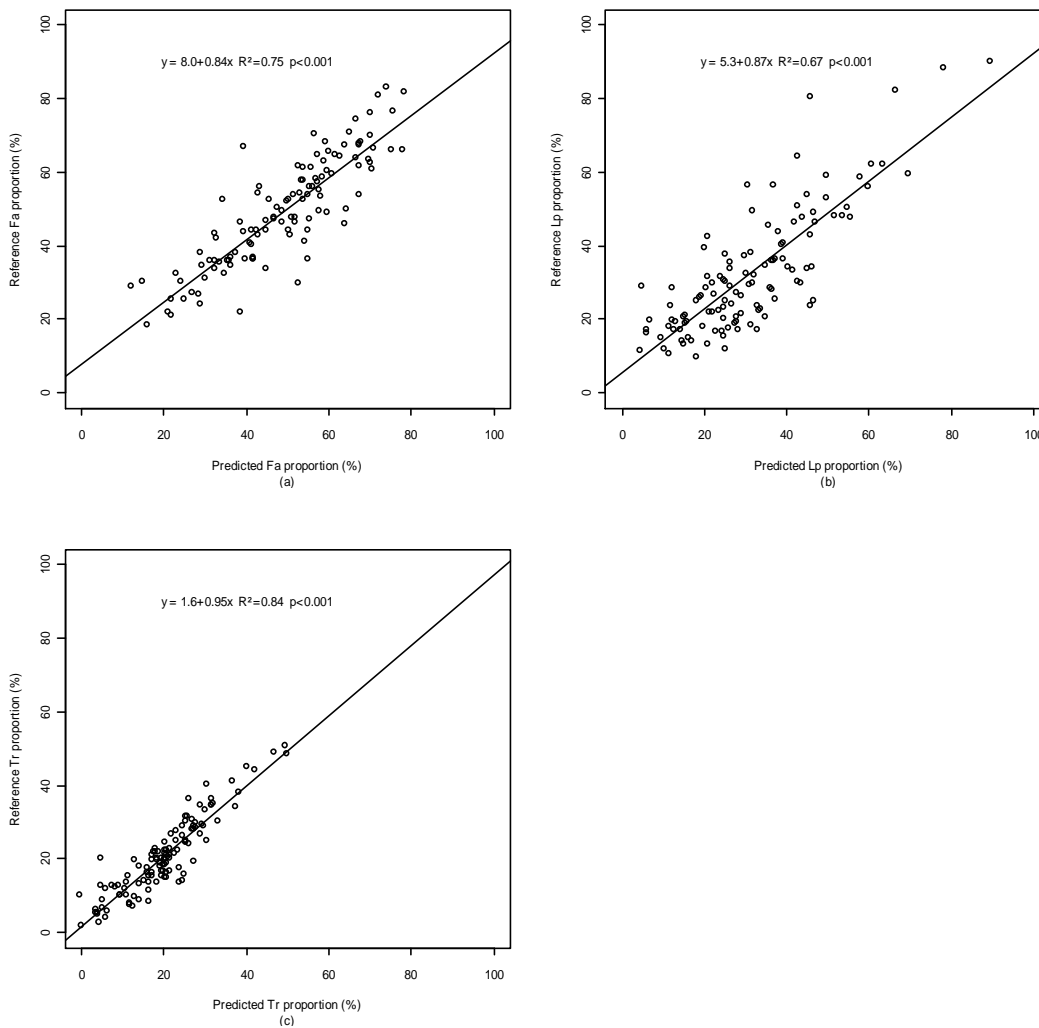 y = 8.0+0.84x R²=0.75 p<0.001
Reference Fa proportion (%)
0 20 40 60 80 100
0 20 40 60 80 100
Predicted Fa proportion (%)
(a)
y = 5.3+0.87x R²=0.67 p<0.001
Reference Lp proportion (%)
0 20 40 60 80 100
0 20 40 60 80 100
Predicted Lp proportion (%)
(b)
y = 1.6+0.95x R²=0.84 p<0.001
Reference Tr proportion (%)
0 20 40 60 80 100
0 20 40 60 80 100
Predicted Tr proportion (%)
(c)